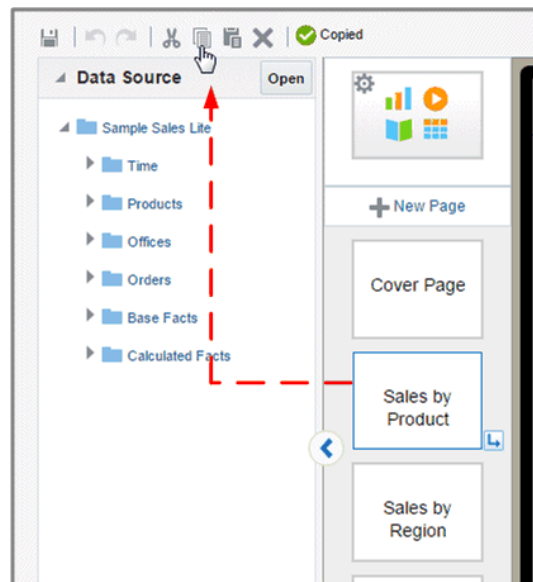 Copied
Data Source
Open
Sample Sales Lite
Time
Products
Offices
Orders
Base Facts
Calculated Facts
New Page
Cover Page
Sales by
Product
Sales by
Region